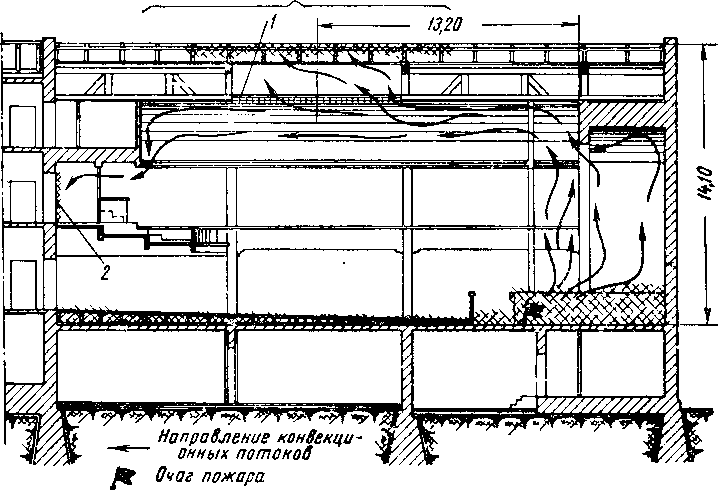 1
13,20
14,10
2
Направление конвекци-
онных потоков
Очаг пожара